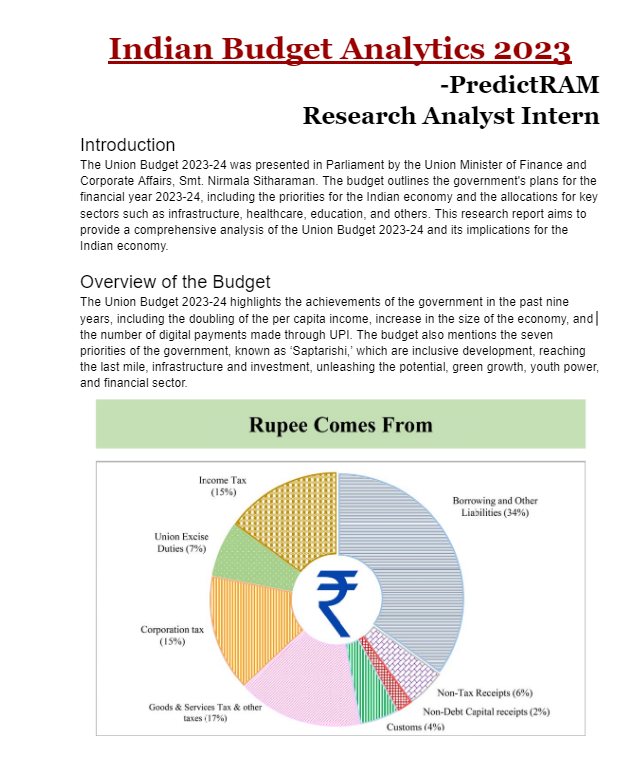 Indian Budget Analytics 2023
-PredictRAM
Research Analyst Intern
Introduction
The Union Budget 2023-24 was presented in Parliament by the Union Minister of Finance and
Corporate Affairs, Smt. Nirmala Sitharaman. The budget outlines the government's plans for the
financial year 2023-24, including the priorities for the Indian economy and the allocations for key
sectors such as infrastructure, healthcare, education, and others. This research report aims to
provide a comprehensive analysis of the Union Budget 2023-24 and its implications for the
Indian economy.
Overview of the Budget
The Union Budget 2023-24 highlights the achievements of the government in the past nine
years, including the doubling of the per capita income, increase in the size of the economy, and
the number of digital payments made through UPI. The budget also mentions the seven
priorities of the government, known as 'Saptarishi,' which are inclusive development, reaching
the last mile, infrastructure and investment, unleashing the potential, green growth, youth power,
and financial sector.
Rupee Comes From
Income Tax
(15%)
Borrowing and Other
Liabilities (34%)
Union Excise
Duties (7%)
₹
Corporation tax
(15%)
Non-Tax Receipts (6%)
Goods & Services Tax & other
taxes (17%)
Non-Debt Capital receipts (2%)
Customs (4%)